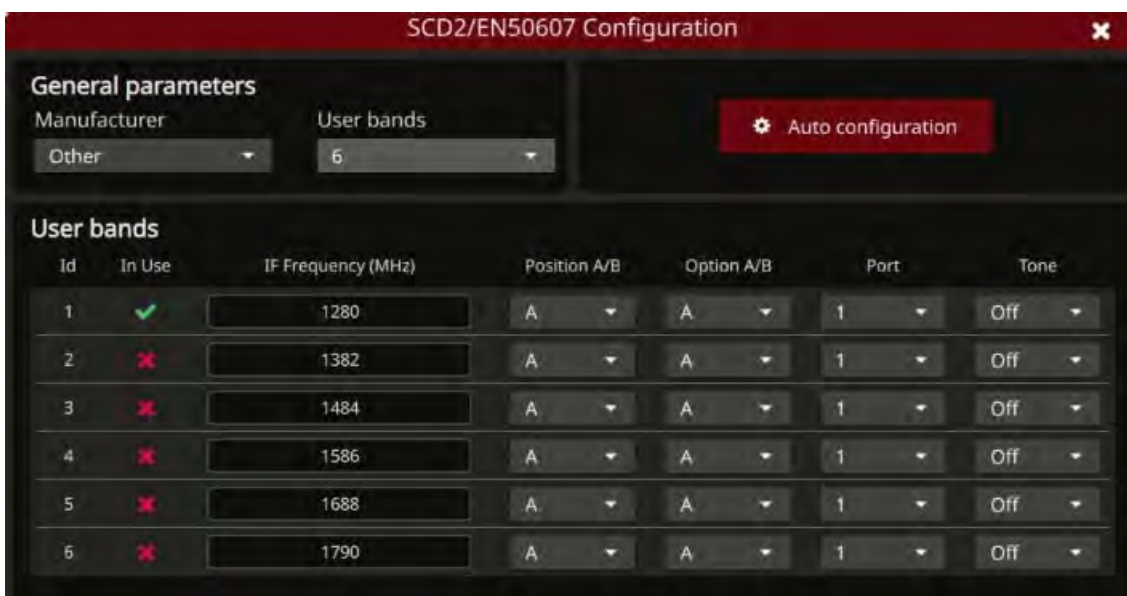 SCD2/EN50607 Configuration
General parameters
Manufacturer User bands
Other 6
Auto configuration
User bands
Id In Use IF Frequency (MHz) Position A/B Option A/B Port Tone
1 1280 A A 1 Off
2 1382 A A 1 Off
3 1484 A A 1 Off
4 1586 A A 1 Off
5 1688 A A 1 Off
6 1790 A A 1 Off